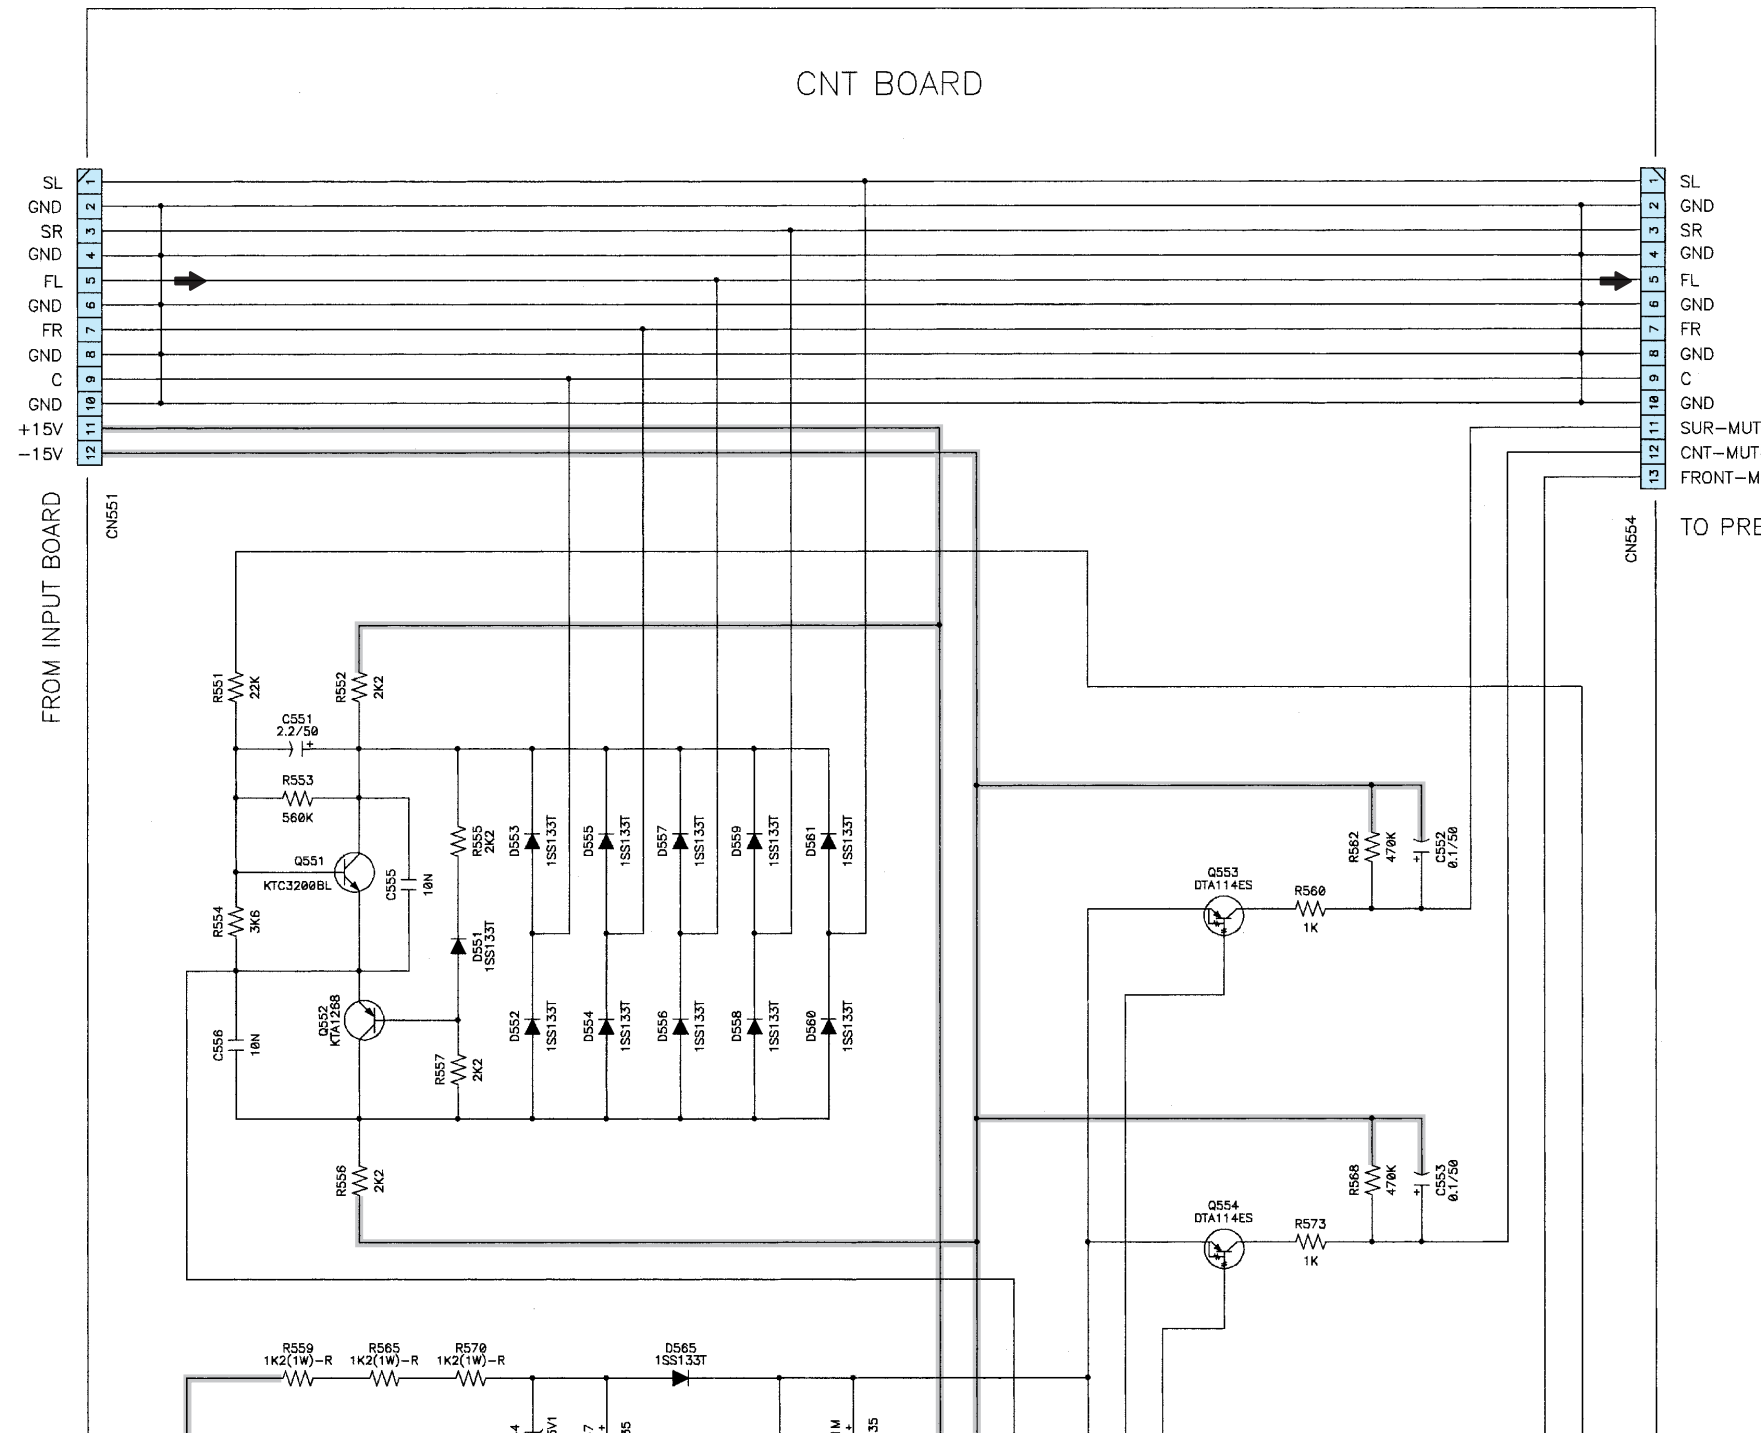 CNT BOARD
SL 1
GND 2
SR 3
GND 4
FL 5
GND 6
FR 7
GND 8
C 9
GND 10
+15V 11
-15V 12
CN551
FROM INPUT BOARD
1 SL
2 GND
3 SR
4 GND
5 FL
6 GND
7 FR
8 GND
9 C
10 GND
11 SUR-MUT
12 CNT-MUT
13 FRONT-M
CN554
TO PRE
R551
22K
R552
2K2
C551
2.2/50
+
R553
560K
Q551
KTC3200BL
C555
10N
R554
3K6
R555
2K2
D551
1SS133T
Q552
KTA1268
C556
10N
R557
2K2
R556
2K2
D553
1SS133T
D555
1SS133T
D557
1SS133T
D559
1SS133T
D561
1SS133T
D552
1SS133T
D554
1SS133T
D556
1SS133T
D558
1SS133T
D560
1SS133T
R562
470K
C552
0.1/50
+
Q553
DTA114ES
R560
1K
R568
470K
C553
0.1/50
+
Q554
DTA114ES
R573
1K
R559
1K2(1W)-R
R565
1K2(1W)-R
R570
1K2(1W)-R
D565
1SS133T
4
5V1
7
+
35
1M
+
35